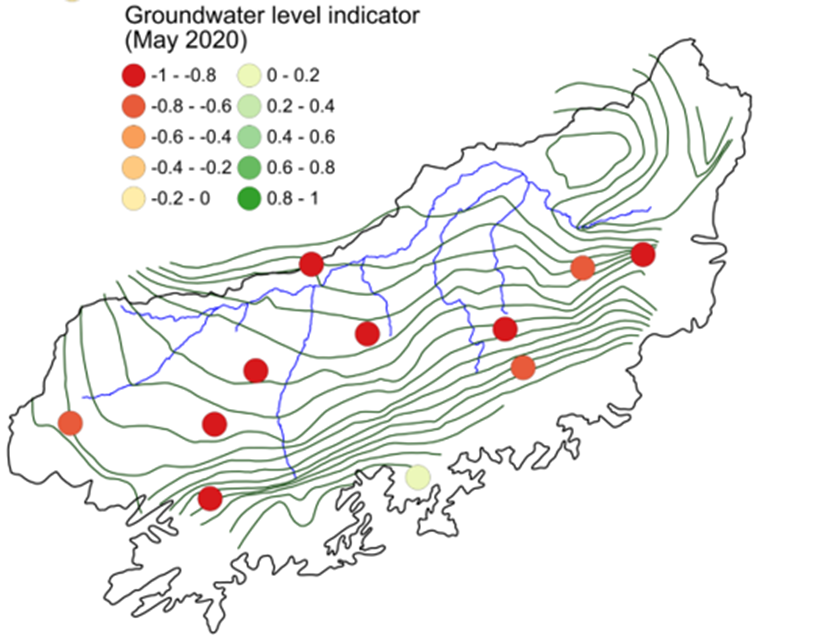 Groundwater level indicator
(May 2020)
-1 - -0.8
0 - 0.2
-0.8 - -0.6
0.2 - 0.4
-0.6 - -0.4
0.4 - 0.6
-0.4 - -0.2
0.6 - 0.8
-0.2 - 0
0.8 - 1